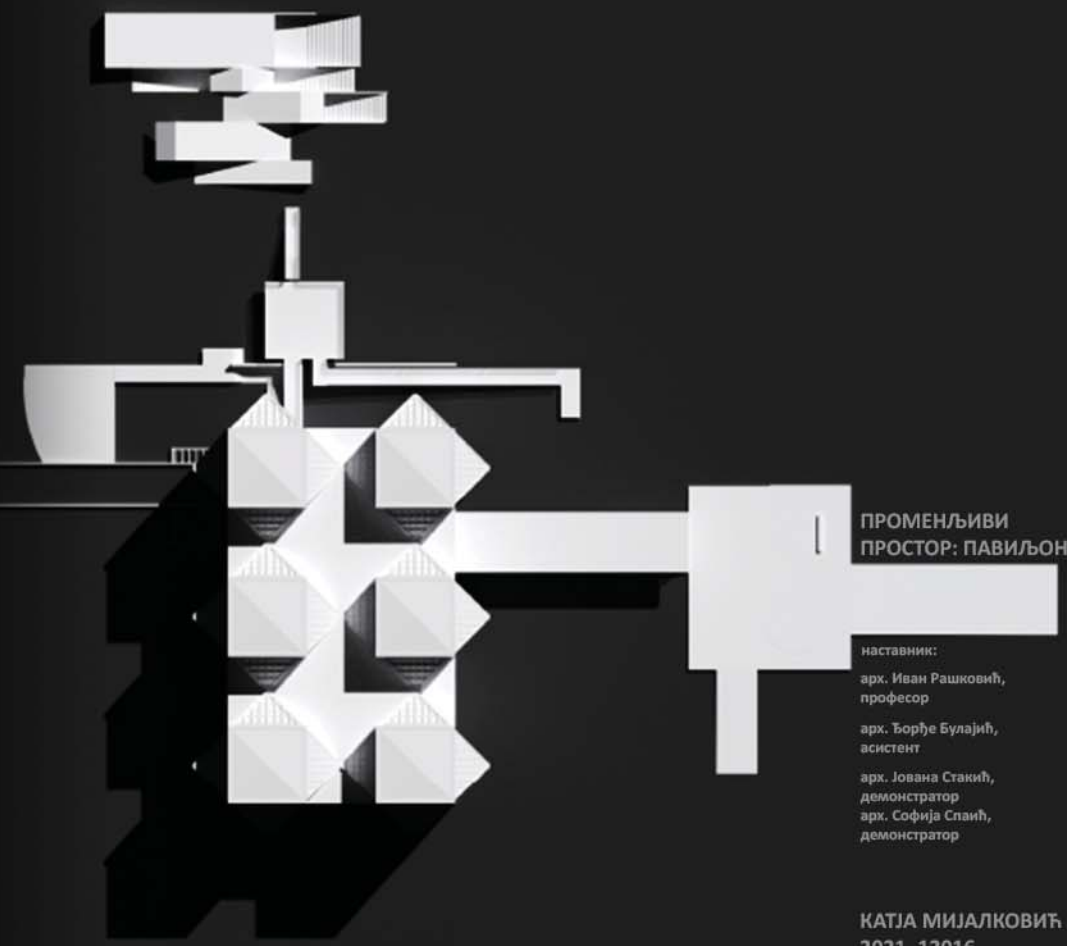 ПРОМЕНЉИВИ
ПРОСТОР: ПАВИЉОН
наставник:
арх. Иван Рашковић,
професор
арх. Ђорђе Булајић,
асистент
арх. Јована Стакић,
демонстратор
арх. Софија Спаић,
демонстратор
КАТЈА МИЈАЛКОВИЋ